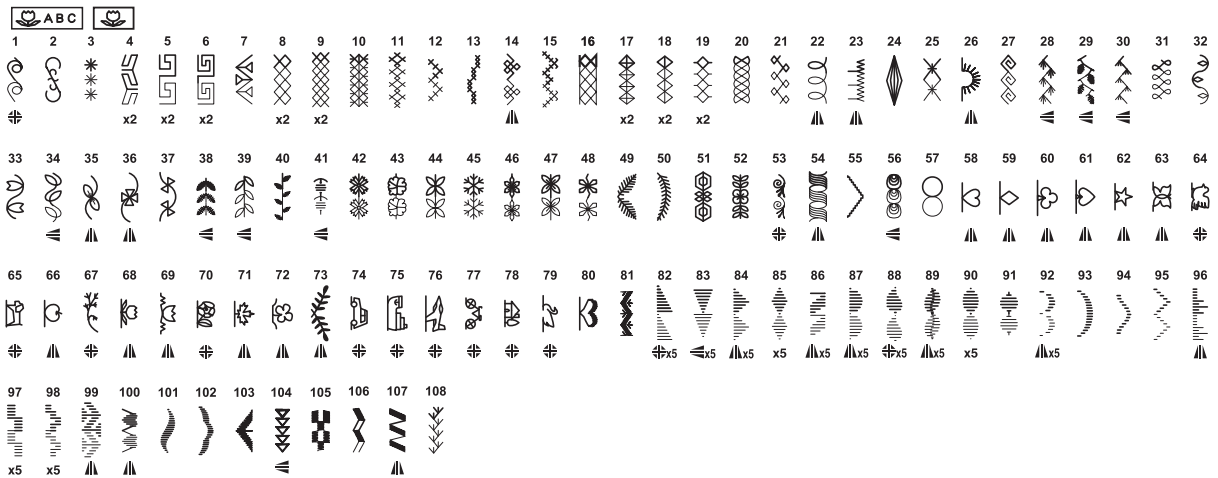 ABC
1 2 3 4 5 6 7 8 9 10 11 12 13 14 15 16 17 18 19 20 21 22 23 24 25 26 27 28 29 30 31 32
x2 x2 x2 x2 x2 x2 x2 x2
33 34 35 36 37 38 39 40 41 42 43 44 45 46 47 48 49 50 51 52 53 54 55 56 57 58 59 60 61 62 63 64
65 66 67 68 69 70 71 72 73 74 75 76 77 78 79 80 81 82 83 84 85 86 87 88 89 90 91 92 93 94 95 96
x5 x5 x5 x5 x5 x5 x5 x5 x5 x5
97 98 99 100 101 102 103 104 105 106 107 108
x5 x5